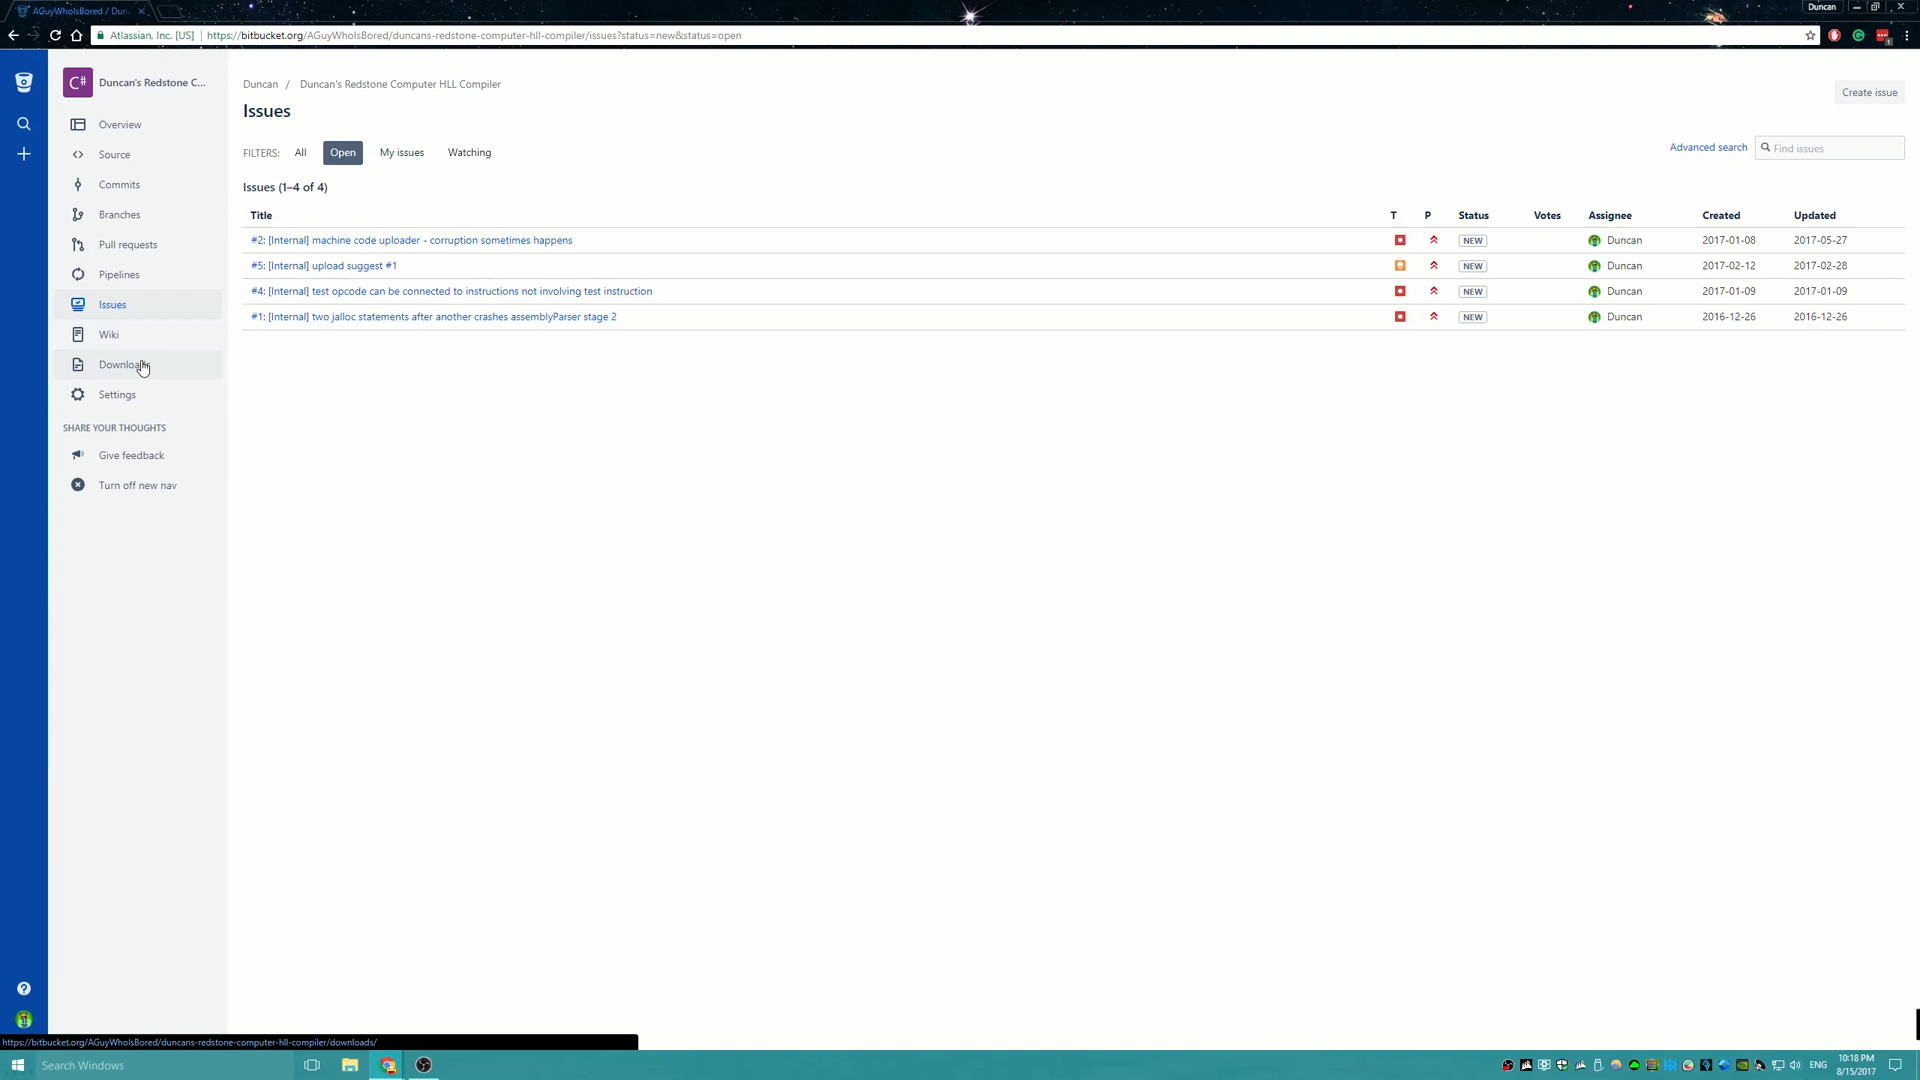 AGuyWhoIsBored / Dun
Duncan
Atlassian, Inc. [US]
https://bitbucket.org/AGuyWhoIsBored/duncans-redstone-computer-hll-compiler/issues?status=new&status=open
C#
Duncan's Redstone C...
Overview
Source
Commits
Branches
Pull requests
Pipelines
Issues
Wiki
Downloads
Settings
SHARE YOUR THOUGHTS
Give feedback
Turn off new nav
Duncan / Duncan's Redstone Computer HLL Compiler
Create issue
Issues
FILTERS: All Open My issues Watching
Advanced search
Find issues
Issues (1–4 of 4)
Title T P Status Votes Assignee Created Updated
#2: [Internal] machine code uploader - corruption sometimes happens NEW Duncan 2017-01-08 2017-05-27
#5: [Internal] upload suggest #1 NEW Duncan 2017-02-12 2017-02-28
#4: [Internal] test opcode can be connected to instructions not involving test instruction NEW Duncan 2017-01-09 2017-01-09
#1: [Internal] two jalloc statements after another crashes assemblyParser stage 2 NEW Duncan 2016-12-26 2016-12-26
https://bitbucket.org/AGuyWhoIsBored/duncans-redstone-computer-hll-compiler/downloads/
Search Windows
ENG
10:18 PM
8/15/2017